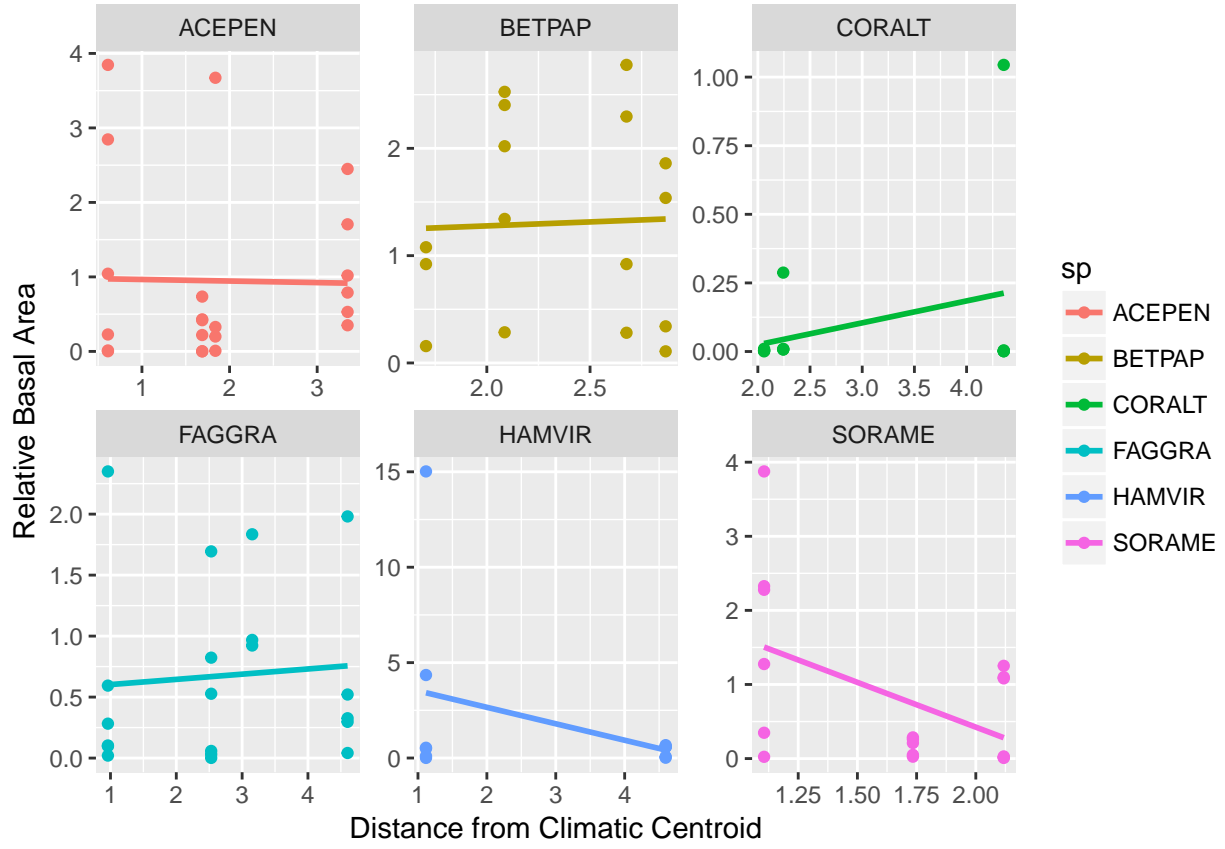 ACEPEN BETPAP CORALT
4
3
2
1
0
1 2 3
2
1
0
2.0 2.5
1.00
0.75
0.50
0.25
0.00
2.0 2.5 3.0 3.5 4.0
FAGGRA HAMVIR SORAME
2.0
1.5
1.0
0.5
0.0
1 2 3 4
15
10
5
0
1 2 3 4
4
3
2
1
0
1.25 1.50 1.75 2.00
Relative Basal Area
Distance from Climatic Centroid
sp
ACEPEN
BETPAP
CORALT
FAGGRA
HAMVIR
SORAME